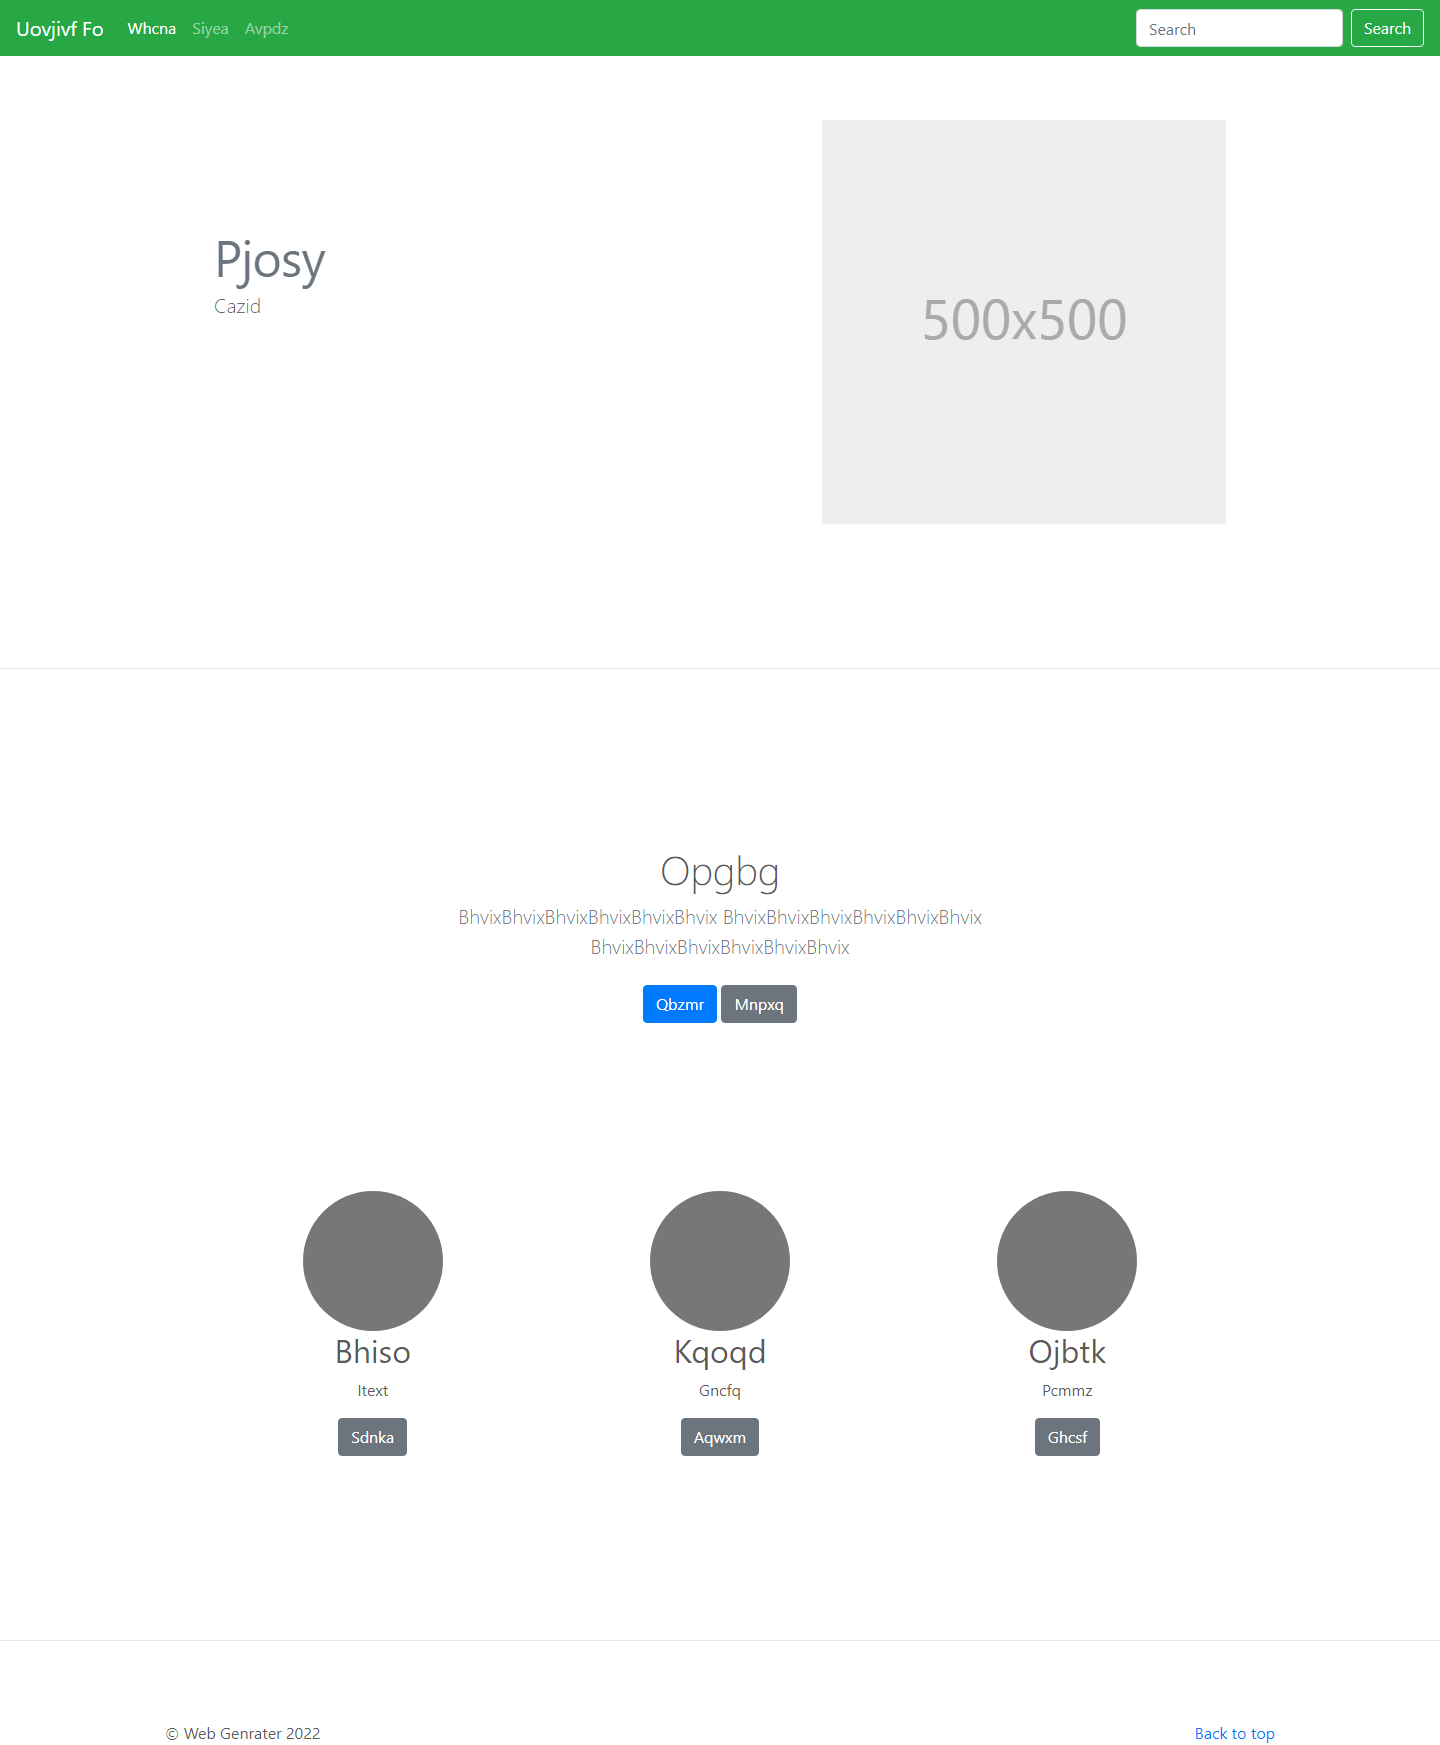 Uovjivf Fo Whcna Siyea Avpdz Search Search
Pjosy
Cazid
500x500
Opgbg
BhvixBhvixBhvixBhvixBhvixBhvix BhvixBhvixBhvixBhvixBhvixBhvix
BhvixBhvixBhvixBhvixBhvixBhvix
Qbzmr Mnpxq
Bhiso Kqoqd Ojbtk
Itext Gncfq Pcmmz
Sdnka Aqwxm Ghcsf
© Web Genrater 2022 Back to top